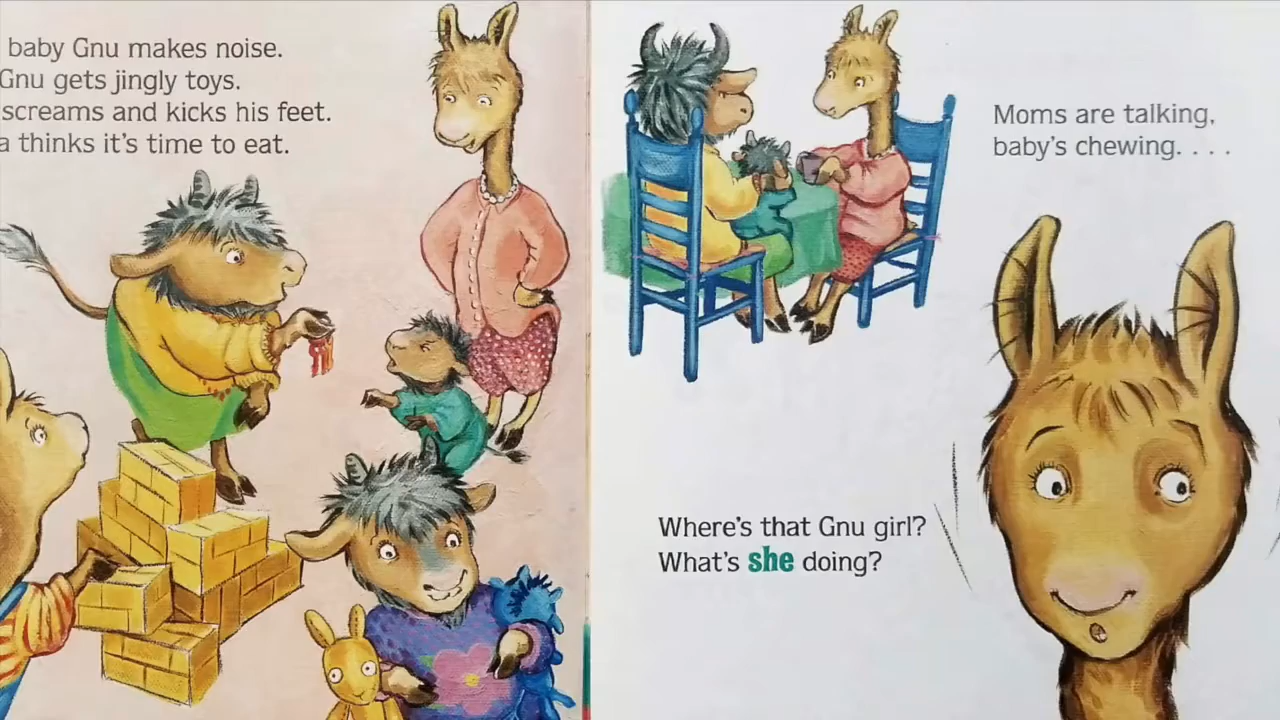 baby Gnu makes noise.
Gnu gets jingly toys.
screams and kicks his feet.
a thinks it's time to eat.
Moms are talking,
baby's chewing. . . .
Where's that Gnu girl?
What's she doing?